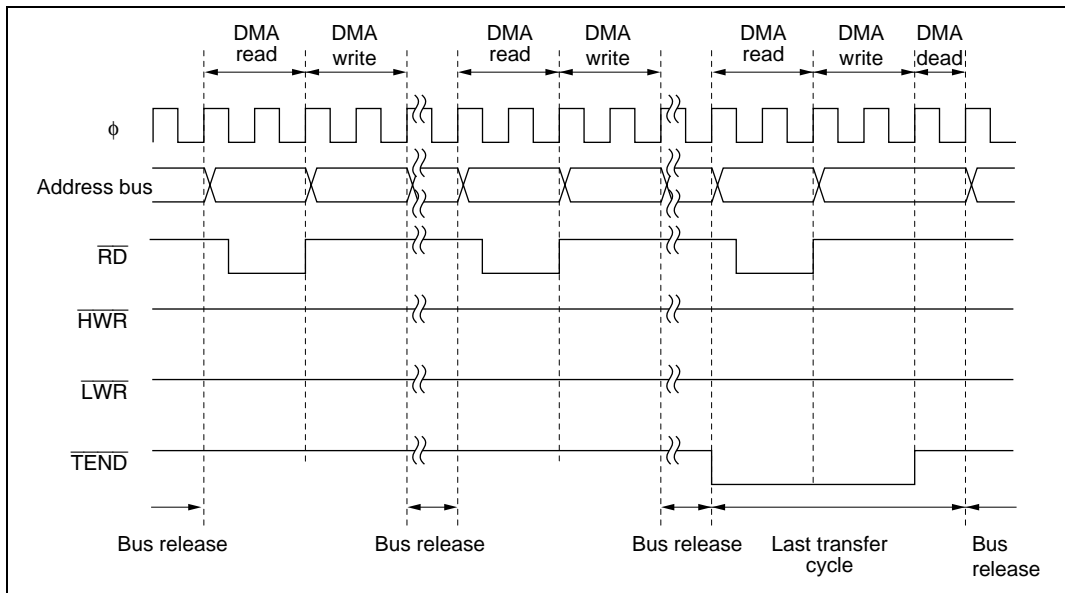 DMA read
DMA write
DMA read
DMA write
DMA read
DMA write
DMA dead
φ
Address bus
RD
HWR
LWR
TEND
Bus release
Bus release
Bus release
Last transfer cycle
Bus release